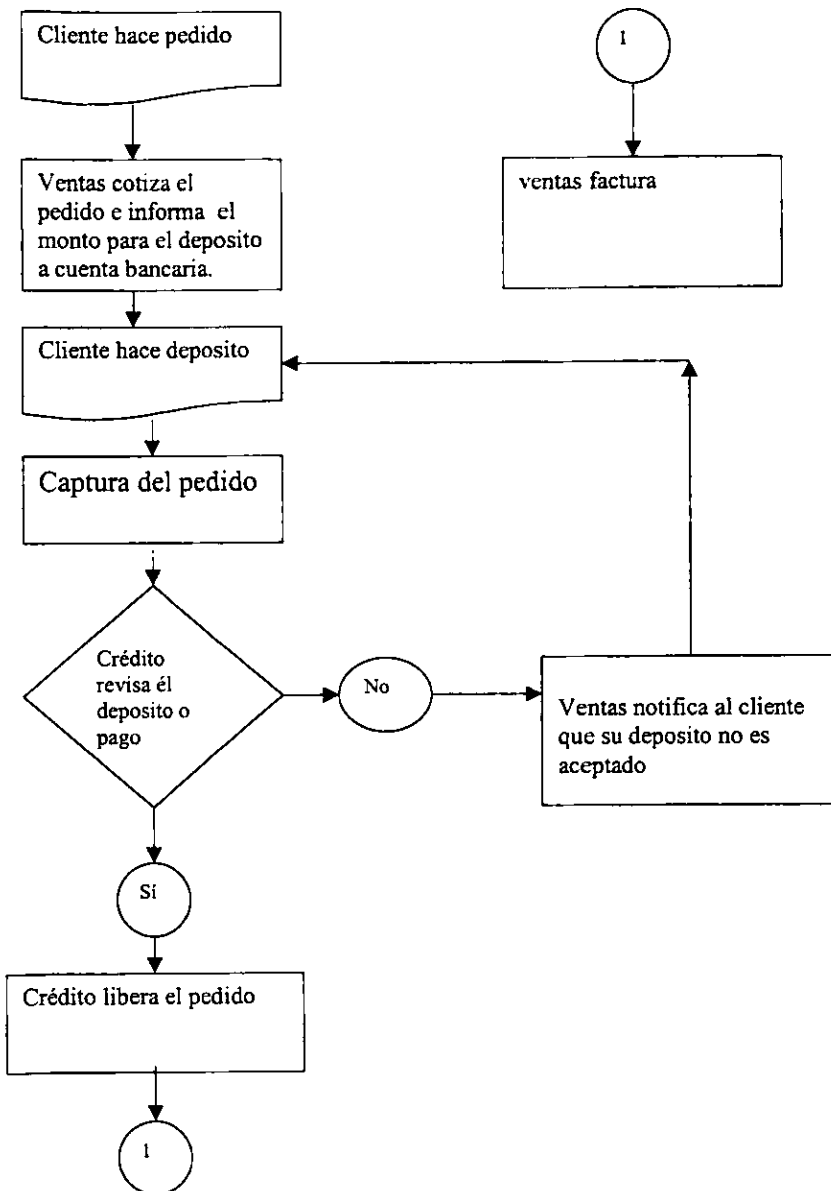 Cliente hace pedido
Ventas cotiza el
pedido e informa el
monto para el deposito
a cuenta bancaria.
Cliente hace deposito
Captura del pedido
Crédito
revisa él
deposito o
pago
No
Ventas notifica al cliente
que su deposito no es
aceptado
Sí
Crédito libera el pedido
1
1
ventas factura